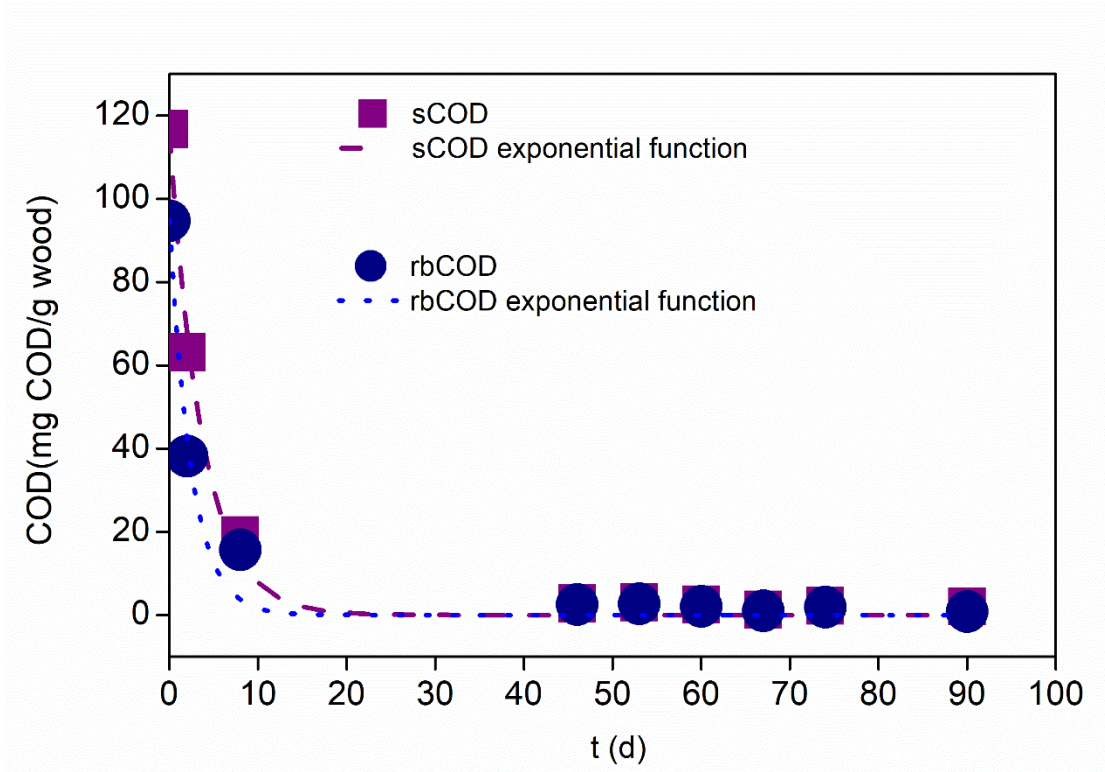 120
100
80
60
40
20
0
COD(mg COD/g wood)
sCOD
sCOD exponential function
rbCOD
rbCOD exponential function
0 10 20 30 40 50 60 70 80 90 100
t (d)